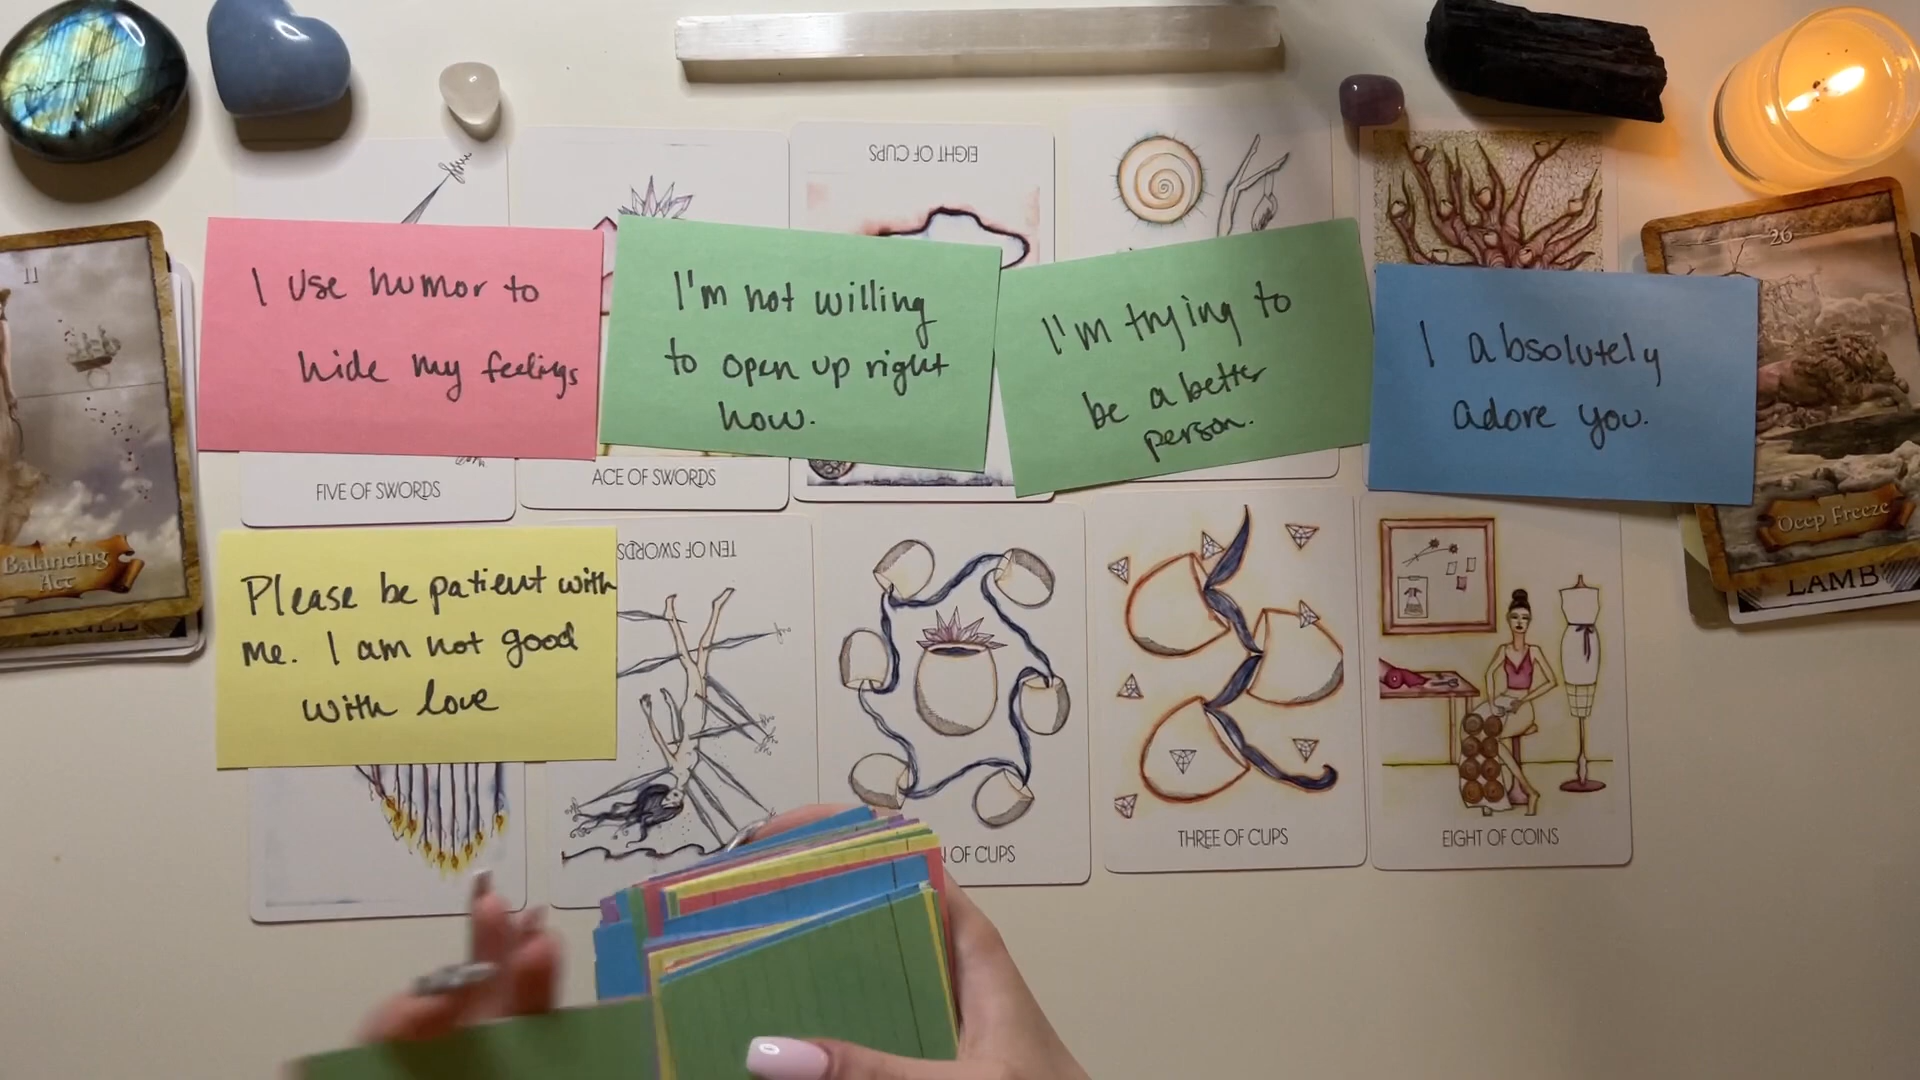 EIGHT OF CUPS
11
26
I use humor to
hide my feelings
I'm not willing
to open up right
now.
I'm trying to
be a better
person.
I absolutely
adore you.
FIVE OF SWORDS
ACE OF SWORDS
Deep Freeze
Balancing
Act
LAMB
EAGLE
Please be patient with
me. I am not good
with love
TEN OF SWORDS
OF CUPS
THREE OF CUPS
EIGHT OF COINS